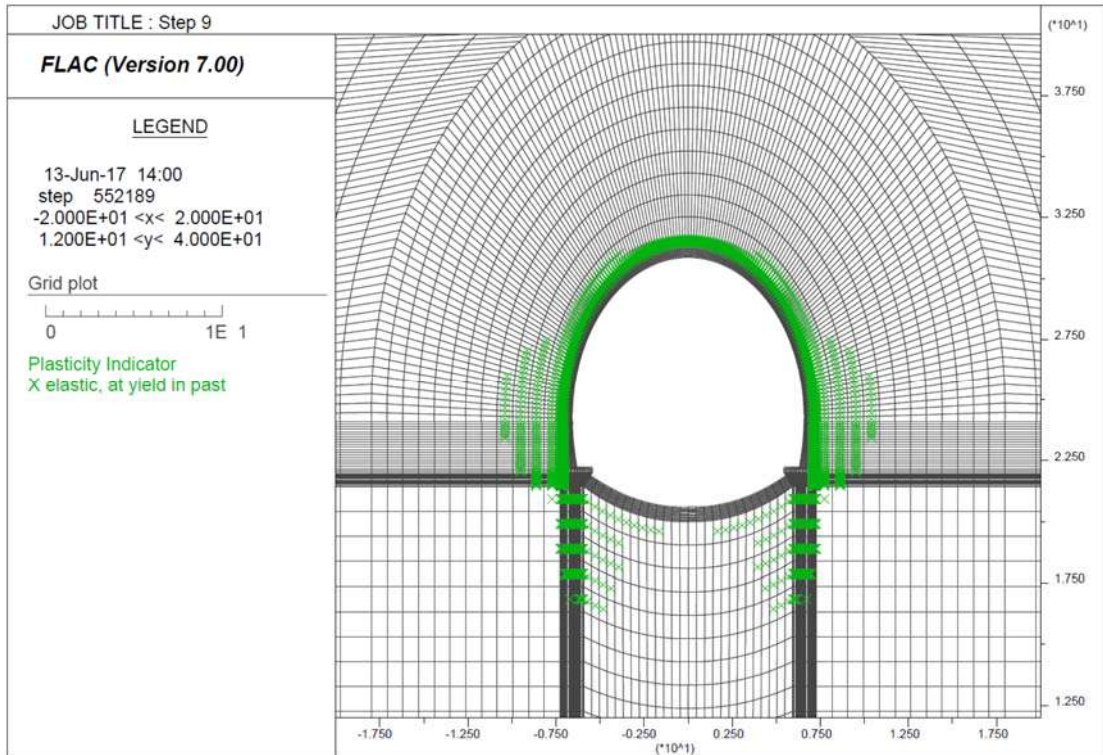 JOB TITLE : Step 9
FLAC (Version 7.00)
LEGEND
13-Jun-17 14:00
step 552189
-2.000E+01 <x< 2.000E+01
1.200E+01 <y< 4.000E+01
Grid plot
0 1E 1
Plasticity Indicator
X elastic, at yield in past
(*10^1)
3.750
3.250
2.750
2.250
1.750
1.250
-1.750 -1.250 -0.750 -0.250 0.250 0.750 1.250 1.750
(*10^1)